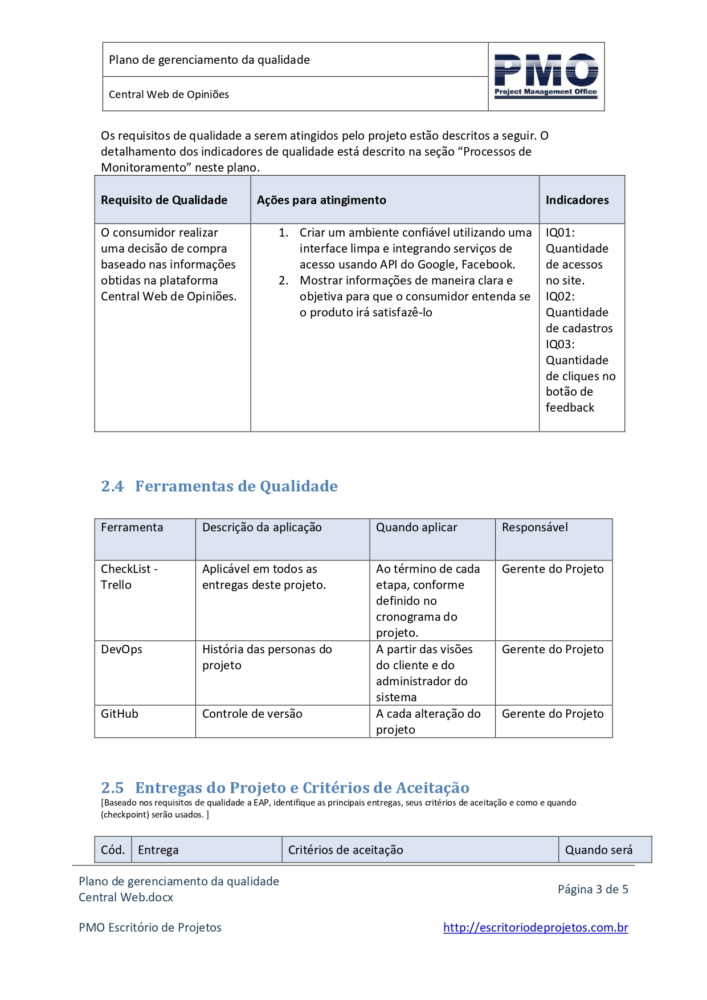 Plano de gerenciamento da qualidade
Central Web de Opiniões
PMO
Project Management Office
Os requisitos de qualidade a serem atingidos pelo projeto estão descritos a seguir. O
detalhamento dos indicadores de qualidade está descrito na seção “Processos de
Monitoramento” neste plano.
Requisito de Qualidade
Ações para atingimento
Indicadores
O consumidor realizar
uma decisão de compra
baseado nas informações
obtidas na plataforma
Central Web de Opiniões.
1. Criar um ambiente confiável utilizando uma
interface limpa e integrando serviços de
acesso usando API do Google, Facebook.
2. Mostrar informações de maneira clara e
objetiva para que o consumidor entenda se
o produto irá satisfazê-lo
IQ01:
Quantidade
de acessos
no site.
IQ02:
Quantidade
de cadastros
IQ03:
Quantidade
de cliques no
botão de
feedback
2.4 Ferramentas de Qualidade
Ferramenta
Descrição da aplicação
Quando aplicar
Responsável
CheckList -
Trello
Aplicável em todos as
entregas deste projeto.
Ao término de cada
etapa, conforme
definido no
cronograma do
projeto.
Gerente do Projeto
DevOps
História das personas do
projeto
A partir das visões
do cliente e do
administrador do
sistema
Gerente do Projeto
GitHub
Controle de versão
A cada alteração do
projeto
Gerente do Projeto
2.5 Entregas do Projeto e Critérios de Aceitação
[Baseado nos requisitos de qualidade a EAP, identifique as principais entregas, seus critérios de aceitação e como e quando
(checkpoint) serão usados. ]
Cód.
Entrega
Critérios de aceitação
Quando será
Plano de gerenciamento da qualidade
Central Web.docx
Página 3 de 5
PMO Escritório de Projetos
http://escritoriodeprojetos.com.br